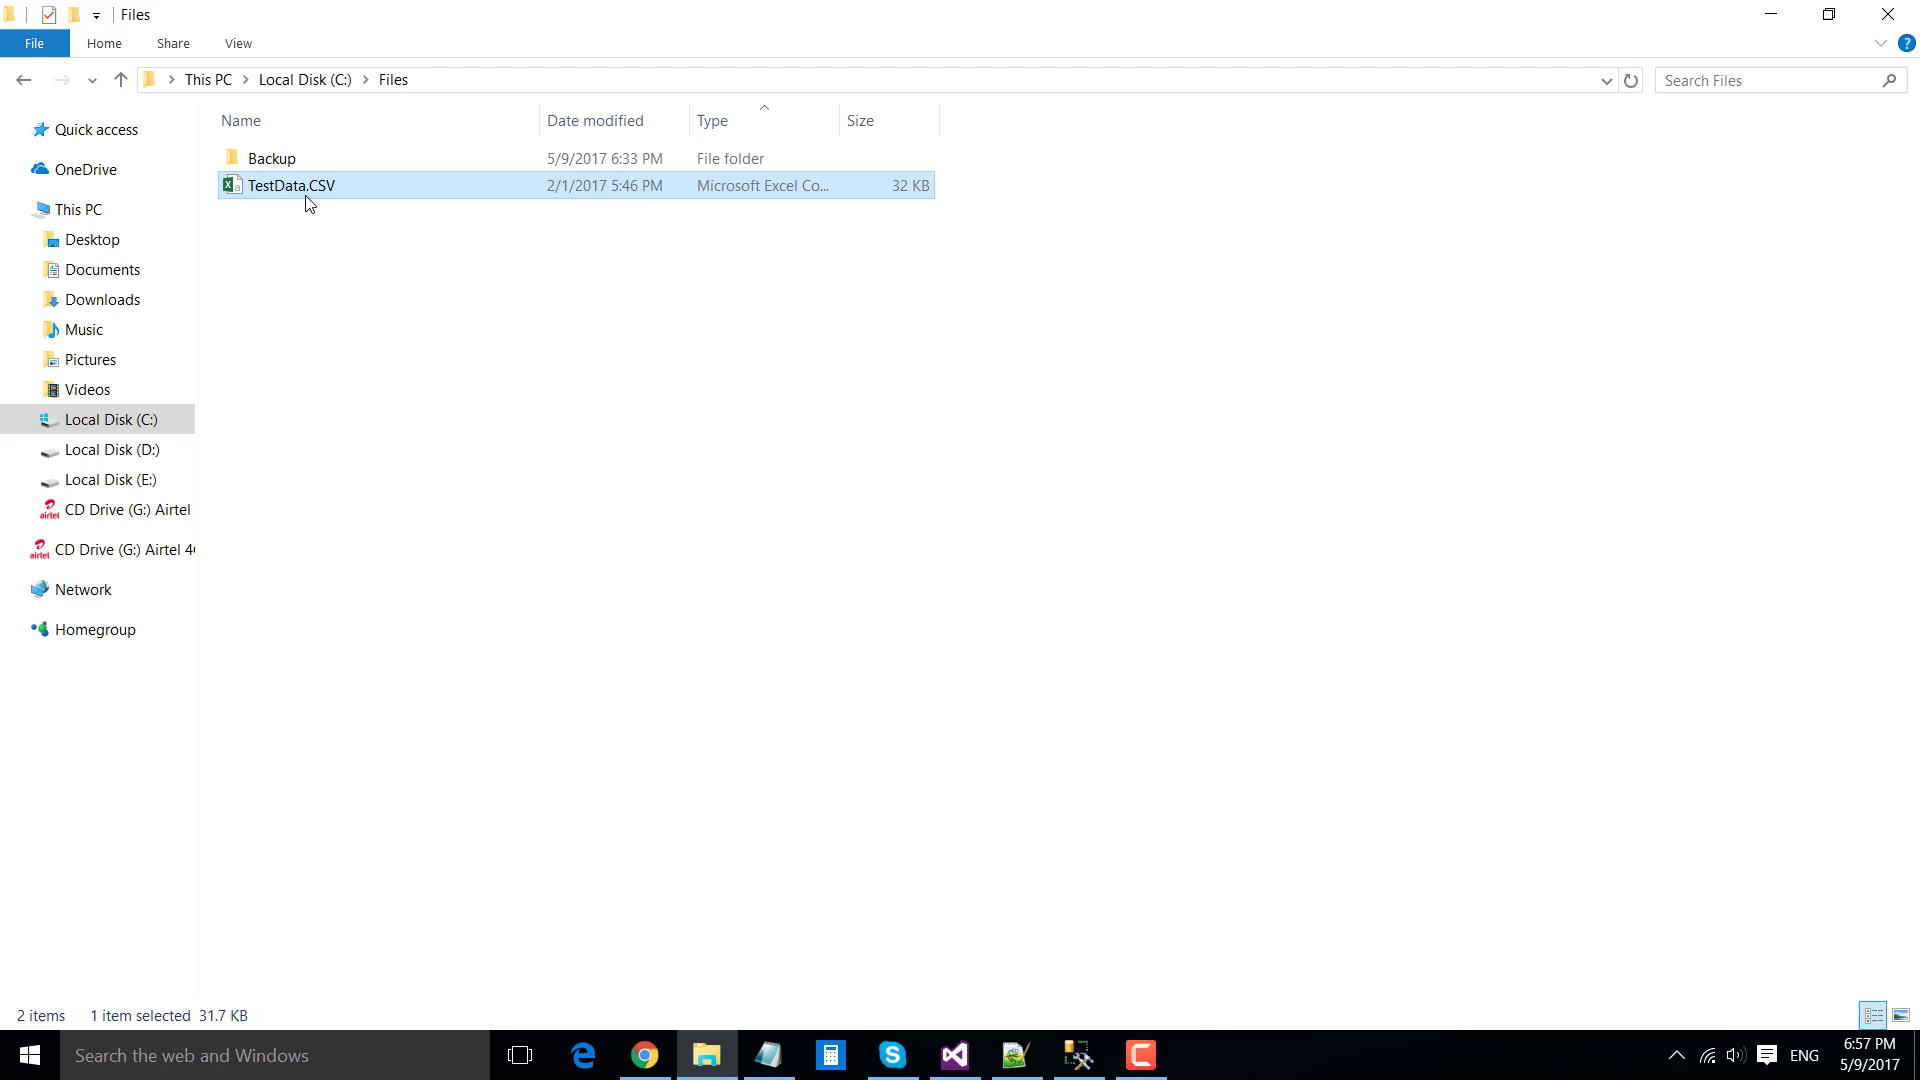 Files
File Home Share View
This PC Local Disk (C:) Files
Search Files
Name Date modified Type Size
Backup 5/9/2017 6:33 PM File folder
TestData.CSV 2/1/2017 5:46 PM Microsoft Excel Co... 32 KB
Quick access
OneDrive
This PC
Desktop
Documents
Downloads
Music
Pictures
Videos
Local Disk (C:)
Local Disk (D:)
Local Disk (E:)
airtel CD Drive (G:) Airtel
airtel CD Drive (G:) Airtel 4
Network
Homegroup
2 items 1 item selected 31.7 KB
Search the web and Windows
ENG
6:57 PM
5/9/2017